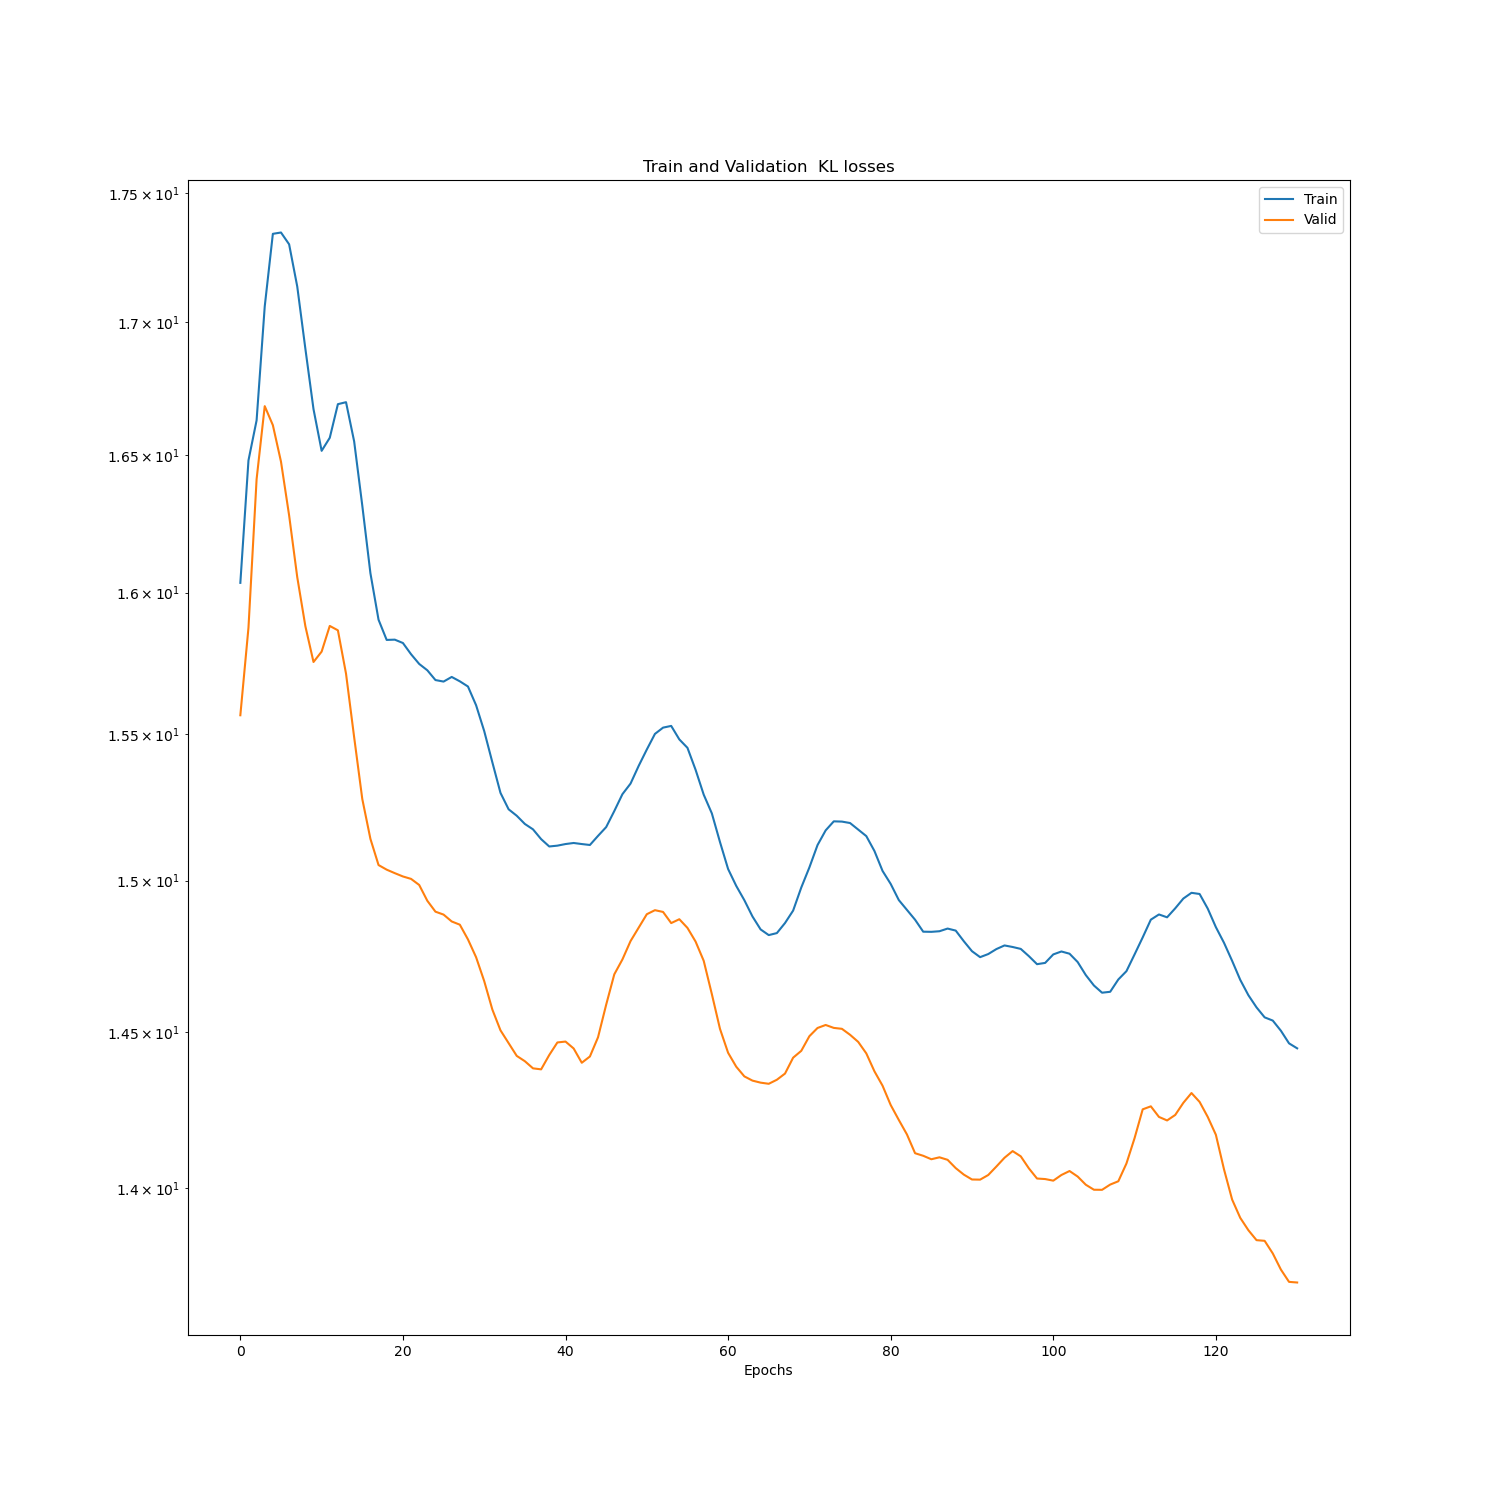 Train and Validation  KL losses
1.75 × 10¹
1.7 × 10¹
1.65 × 10¹
1.6 × 10¹
1.55 × 10¹
1.5 × 10¹
1.45 × 10¹
1.4 × 10¹
Train
Valid
0 20 40 60 80 100 120
Epochs